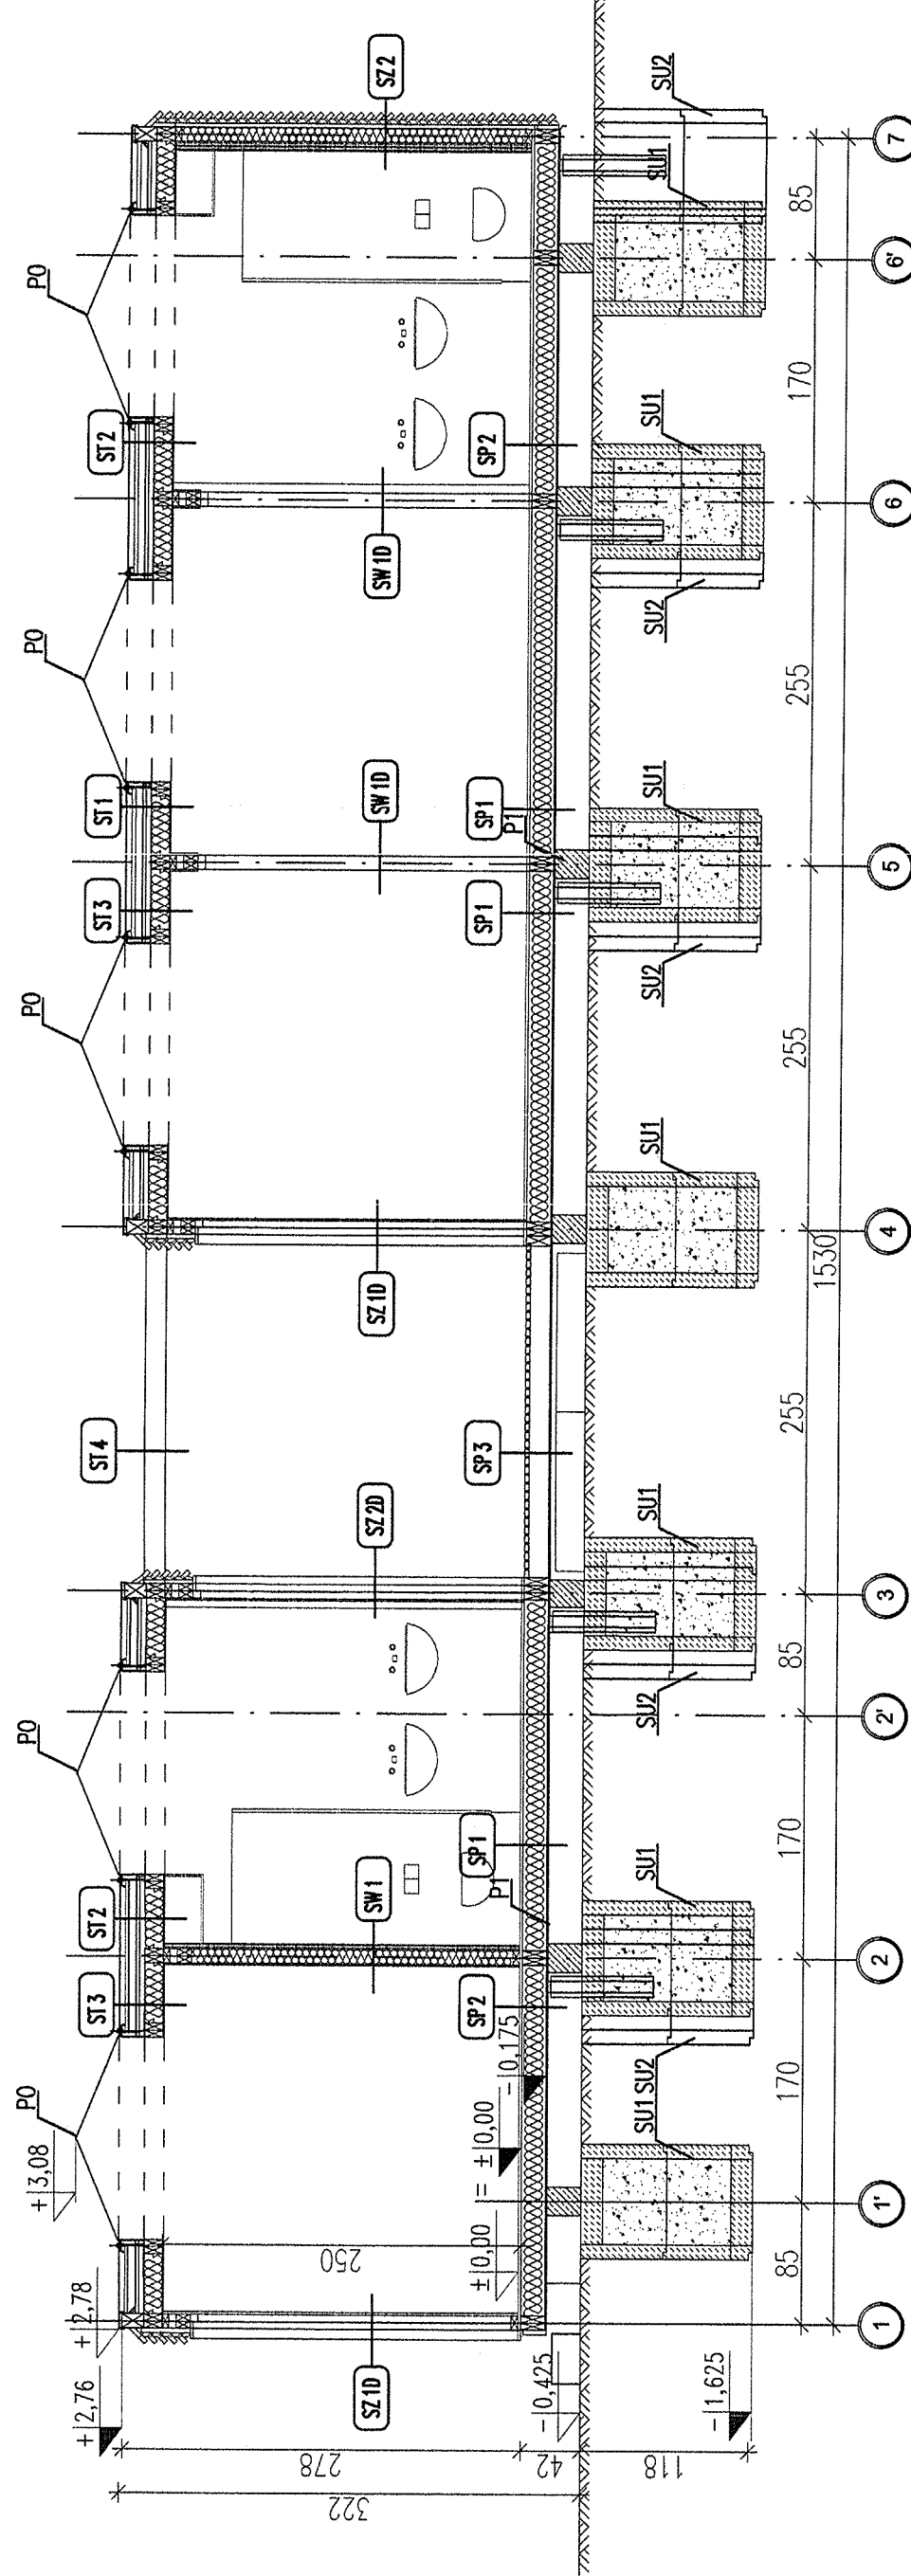 PO
PO
PO
PO
PO
+3,08
+2,78
+2,76
ST3
ST2
ST4
ST3
ST1
ST2
SZ1D
SW1
SZ2D
SZ1D
SW1D
SW1D
SZ2
250
278
322
42
118
±0,00
=
±0,00
-0,175
-0,425
-1,625
SP2
SP1
P1
SP3
SP1
SP1
P1
SP2
SU1
SU2
SU2
SU1
SU2
SU1
SU1
SU2
SU1
SU2
SU1
SU1
SU2
85
170
170
85
255
255
255
170
85
1530
1
1'
2
2'
3
4
5
6
6'
7